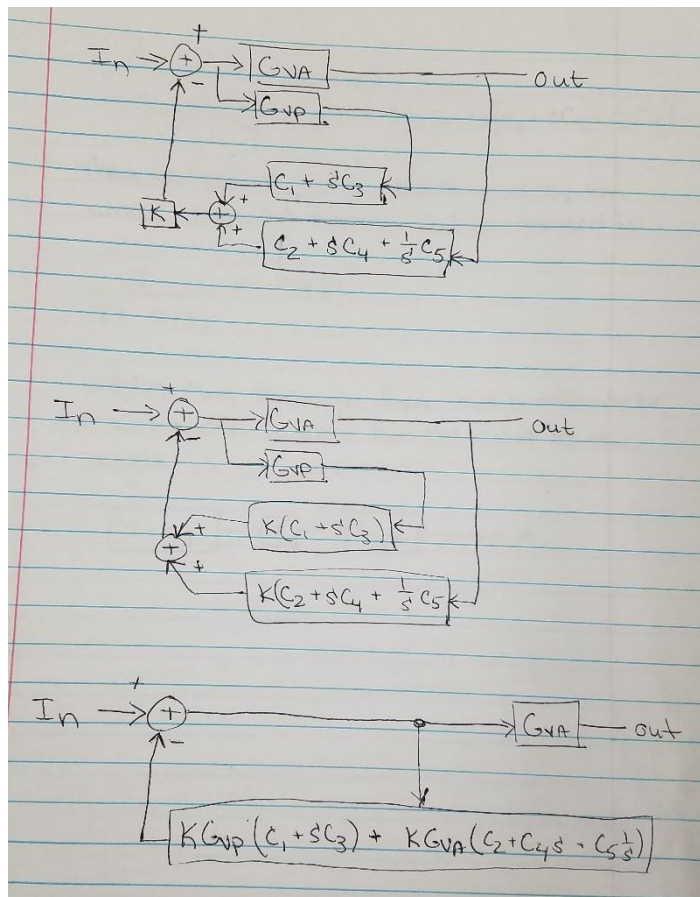 +
In → + GVA out
-
GVP
C1 + SC3
+
K + +
C2 + SC4 + 1/S C5
+
In → + GVA out
-
GVP
+ K(C1 + SC3)
+
+
K(C2 + SC4 + 1/S C5
+
In → + GVA out
-
KGVP(C1 + SC3) + KGVA(C2 + C4S + C5 1/S)